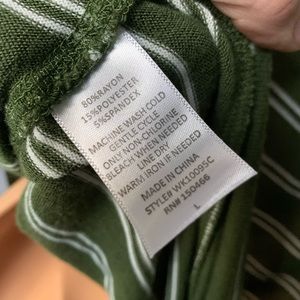 80%RAYON
15%POLYESTER
5%SPANDEX
MACHINE WASH COLD
GENTLE CYCLE
ONLY NON-CHLORINE
BLEACH WHEN NEEDED
LINE DRY
WARM IRON IF NEEDED
MADE IN CHINA
STYLE# WK10095C
RN# 150466
L